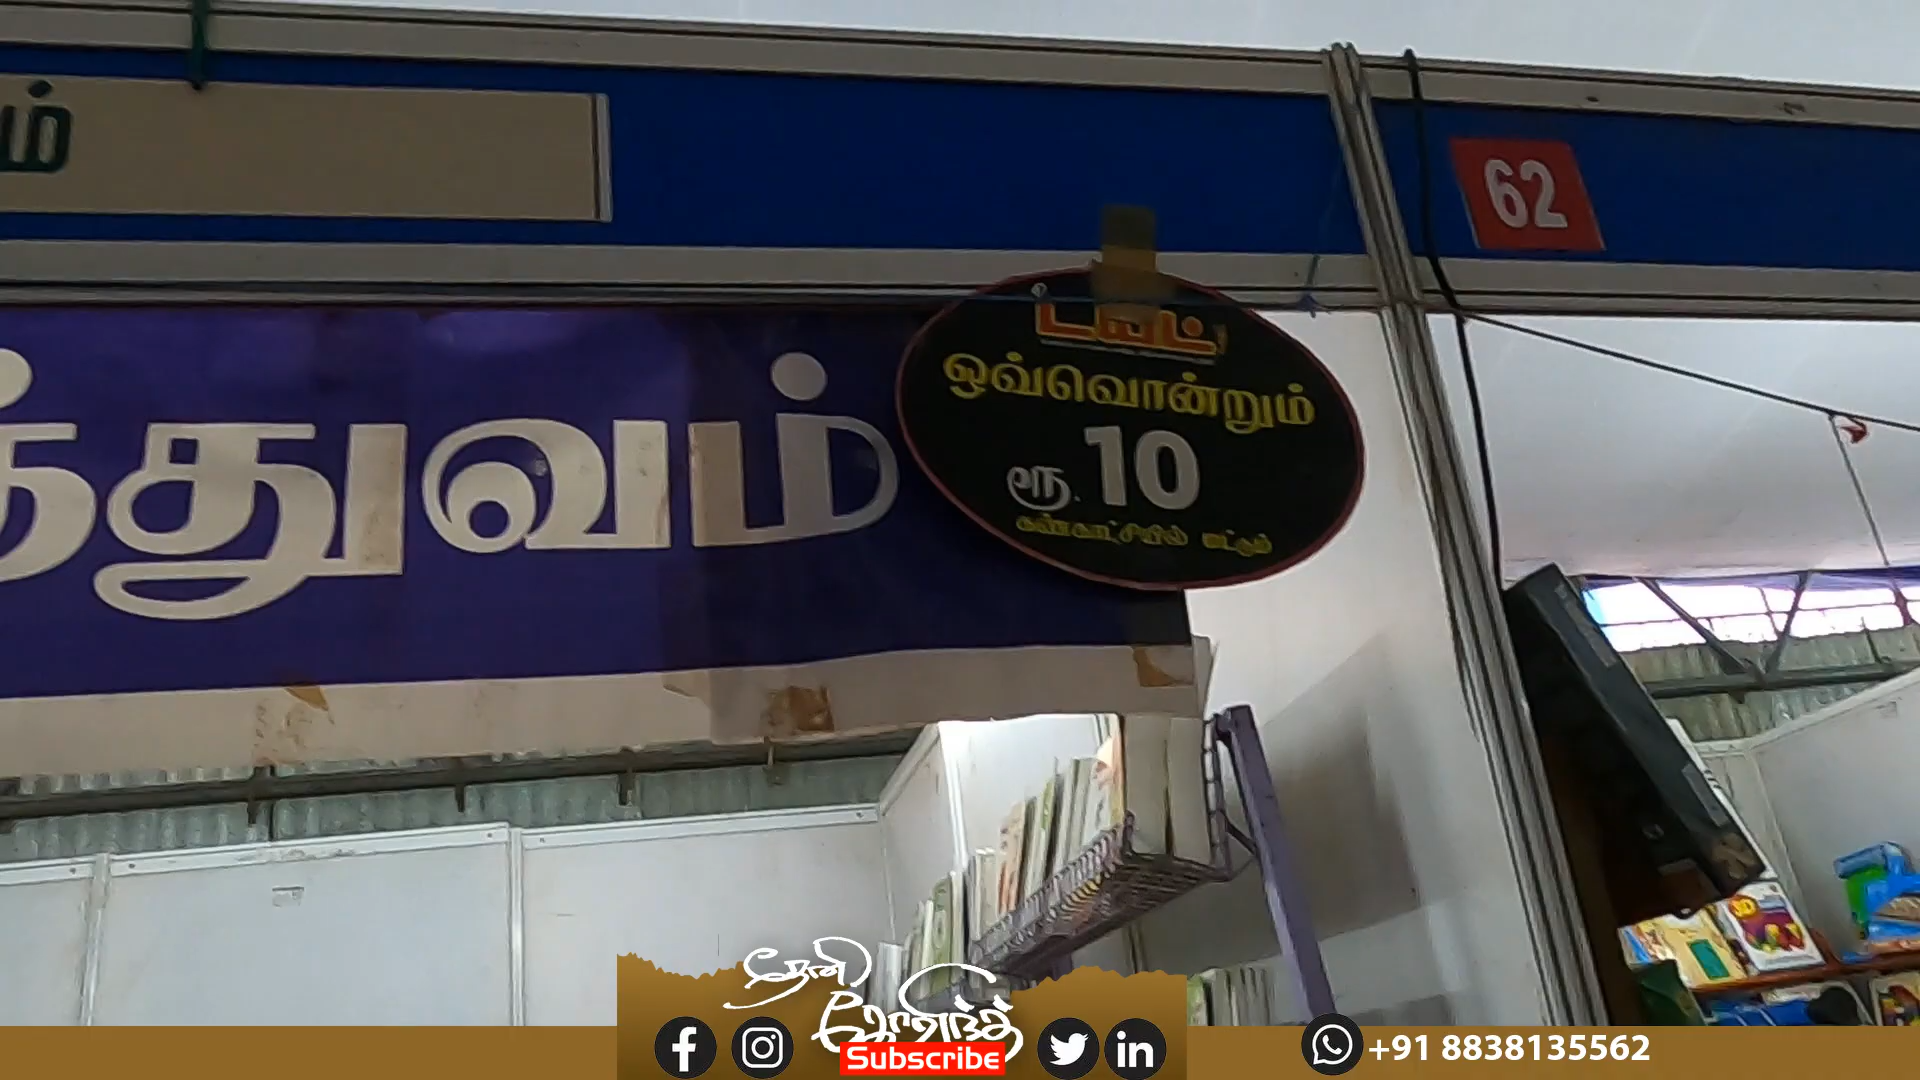 ம்
62
த்துவம்
ஒவ்வொன்றும்
ரூ. 10
கண்காட்சியில் மட்டும்
Subscribe
+91 8838135562